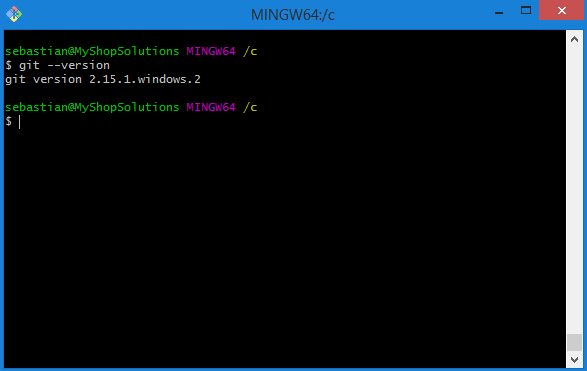 MINGW64:/c
sebastian@MyShopSolutions MINGW64 /c
$ git --version
git version 2.15.1.windows.2
sebastian@MyShopSolutions MINGW64 /c
$